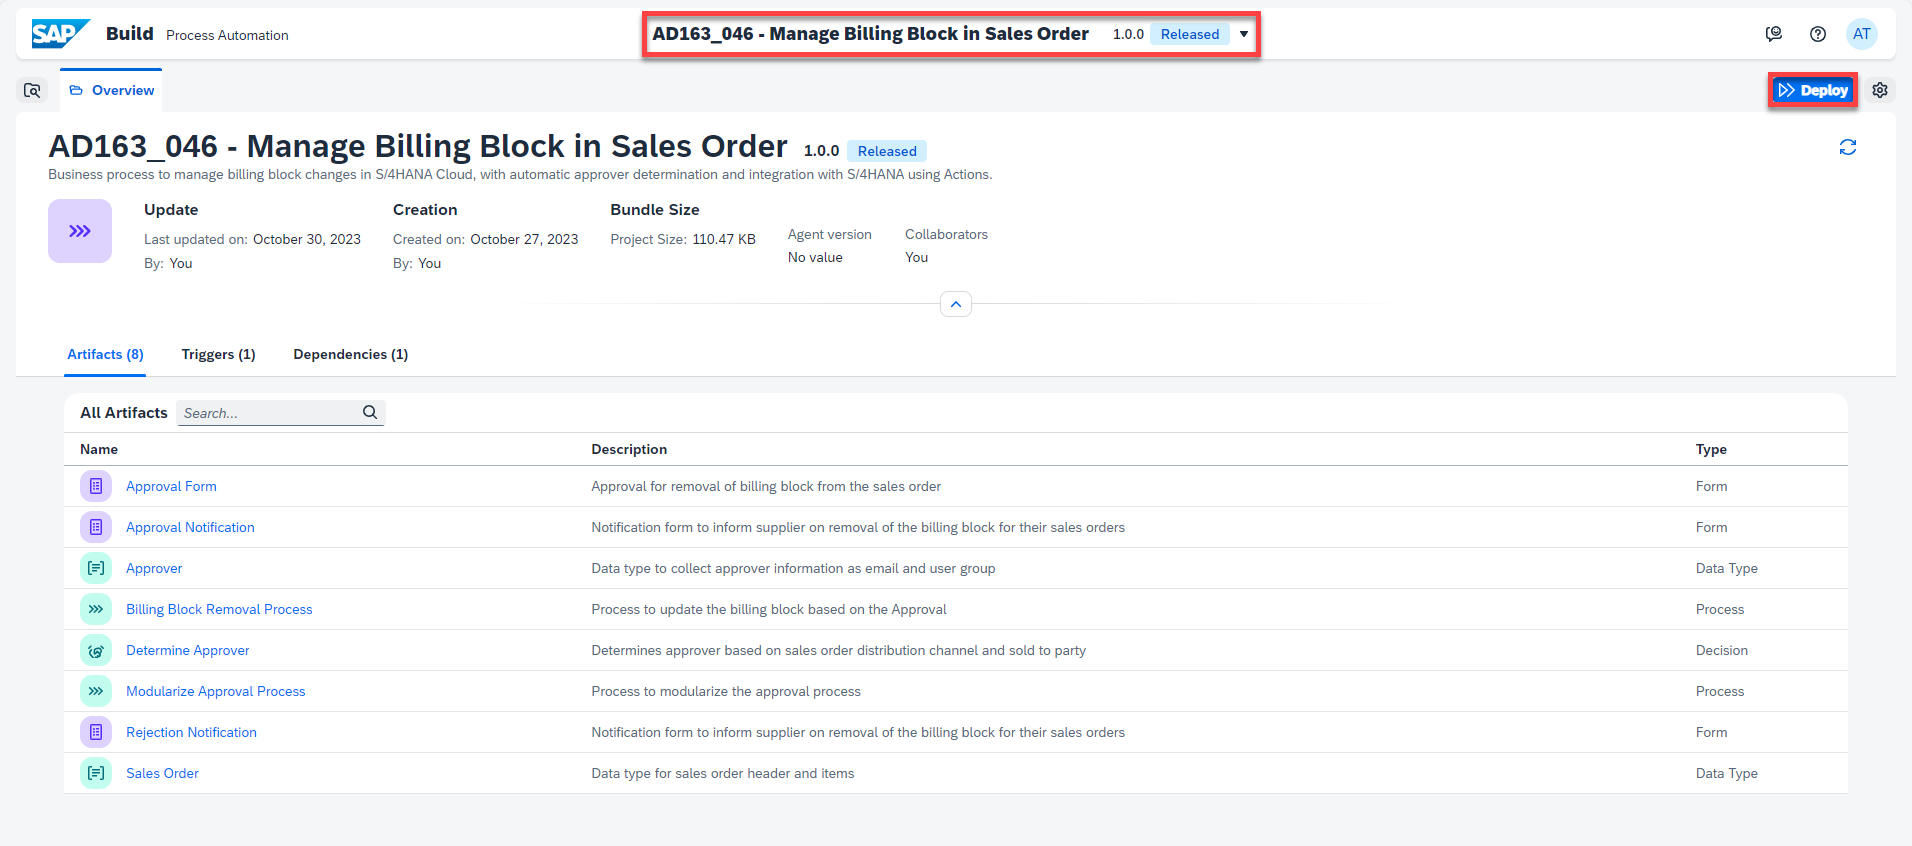 SAP Build Process Automation AD163_046 - Manage Billing Block in Sales Order 1.0.0 Released AT
Overview Deploy
AD163_046 - Manage Billing Block in Sales Order 1.0.0 Released
Business process to manage billing block changes in S/4HANA Cloud, with automatic approver determination and integration with S/4HANA using Actions.
Update Creation Bundle Size
Last updated on: October 30, 2023 Created on: October 27, 2023 Project Size: 110.47 KB Agent version Collaborators
By: You By: You No value You
Artifacts (8) Triggers (1) Dependencies (1)
All Artifacts Search...
Name Description Type
Approval Form Approval for removal of billing block from the sales order Form
Approval Notification Notification form to inform supplier on removal of the billing block for their sales orders Form
Approver Data type to collect approver information as email and user group Data Type
Billing Block Removal Process Process to update the billing block based on the Approval Process
Determine Approver Determines approver based on sales order distribution channel and sold to party Decision
Modularize Approval Process Process to modularize the approval process Process
Rejection Notification Notification form to inform supplier on removal of the billing block for their sales orders Form
Sales Order Data type for sales order header and items Data Type